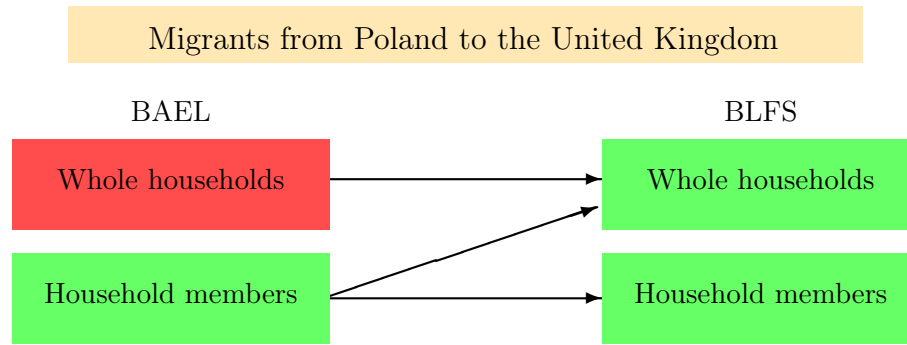 Migrants from Poland to the United Kingdom
BAEL
BLFS
Whole households
Whole households
Household members
Household members